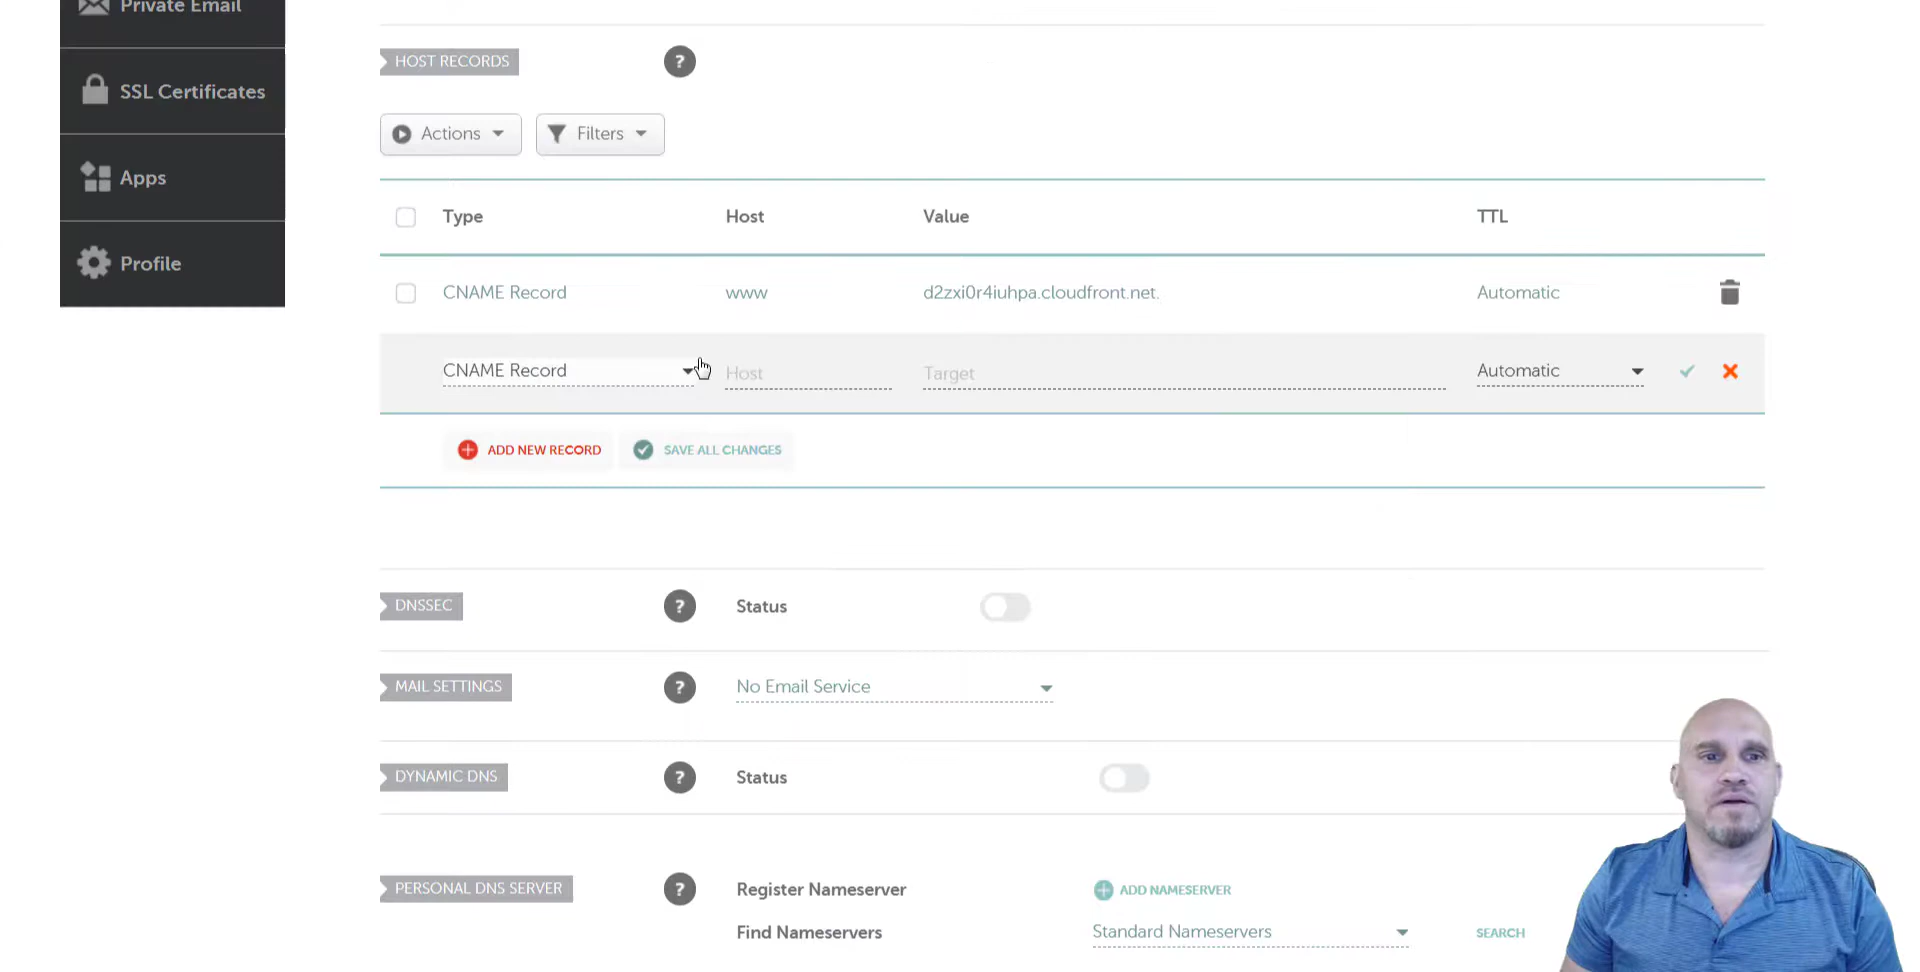 Private Email
SSL Certificates
Apps
Profile
HOST RECORDS ?
Actions Filters
Type Host Value TTL
CNAME Record www d2zxi0r4iuhpa.cloudfront.net. Automatic
CNAME Record Host Target Automatic
ADD NEW RECORD SAVE ALL CHANGES
DNSSEC ? Status
MAIL SETTINGS ? No Email Service
DYNAMIC DNS ? Status
PERSONAL DNS SERVER ? Register Nameserver ADD NAMESERVER
Find Nameservers Standard Nameservers SEARCH